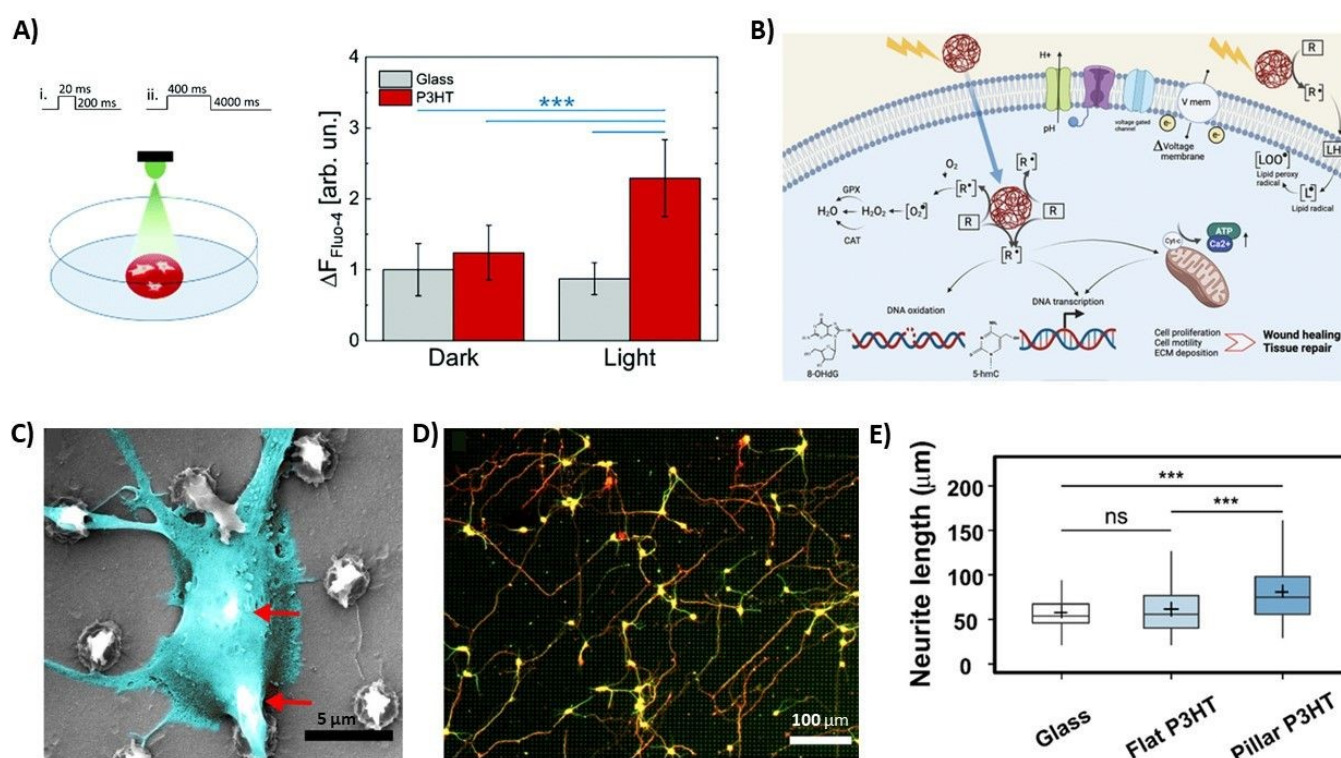 A)
i.
20 ms
200 ms
ii.
400 ms
4000 ms
ΔF Fluo-4 [arb. un.]
5
4
3
2
1
0
Glass
P3HT
***
Dark
Light
B)
H+
pH
voltage gated
channel
V mem
e-
e-
Δ Voltage
membrane
R
R•
LH
[LOO•]
Lipid peroxy
radical
[L•]
Lipid radical
O₂
[R•]
[R•]
R
R
GPX
H₂O
H₂O₂
[O₂•]
CAT
[R•]
Cyt-c
ATP
Ca2+
DNA oxidation
DNA transcription
8-OHdG
5-hmC
Cell proliferation
Cell motility
ECM deposition
Wound healing
Tissue repair
C)
5 µm
D)
100 µm
E)
Neurite length (µm)
200
150
100
50
0
***
***
ns
Glass
Flat P3HT
Pillar P3HT